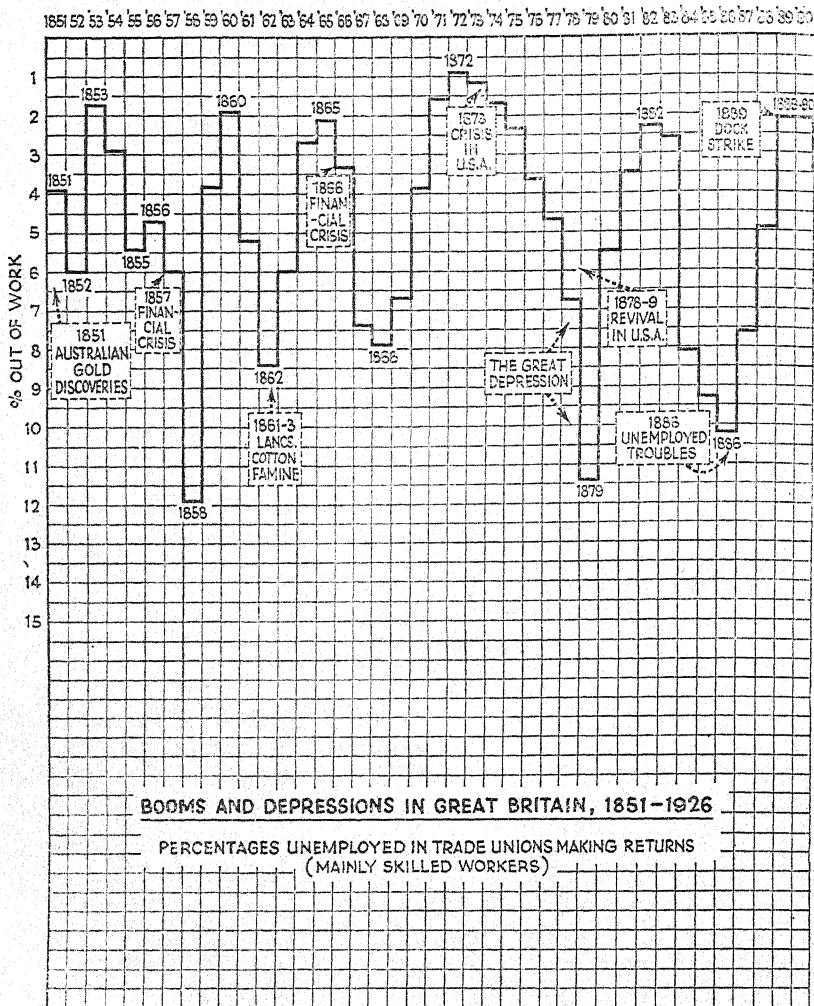 1851 52 '53 '54 '55 '56 '57 '58 '59 '60 '61 '62 '63 '64 '65 '66 '67 '68 '69 '70 '71 '72 '73 '74 '75 '76 '77 '78 '79 '80 '81 '82 '83 '84 '85 '86 '87 '88 '89 '90
% OUT OF WORK
1
2
3
4
5
6
7
8
9
10
11
12
13
14
15
1851
1852
1853
1855
1856
1858
1860
1862
1865
1868
1872
1879
1882
1886
1889-90
1851
AUSTRALIAN
GOLD
DISCOVERIES
1857
FINAN-
CIAL
CRISIS
1861-3
LANCS.
COTTON
FAMINE
1866
FINAN
-CIAL
CRISIS
1873
CRISIS
IN
U.S.A.
THE GREAT
DEPRESSION
1878-9
REVIVAL
IN U.S.A.
1886
UNEMPLOYED
TROUBLES
1889
DOCK
STRIKE
BOOMS AND DEPRESSIONS IN GREAT BRITAIN, 1851-1926
PERCENTAGES UNEMPLOYED IN TRADE UNIONS MAKING RETURNS
(MAINLY SKILLED WORKERS)